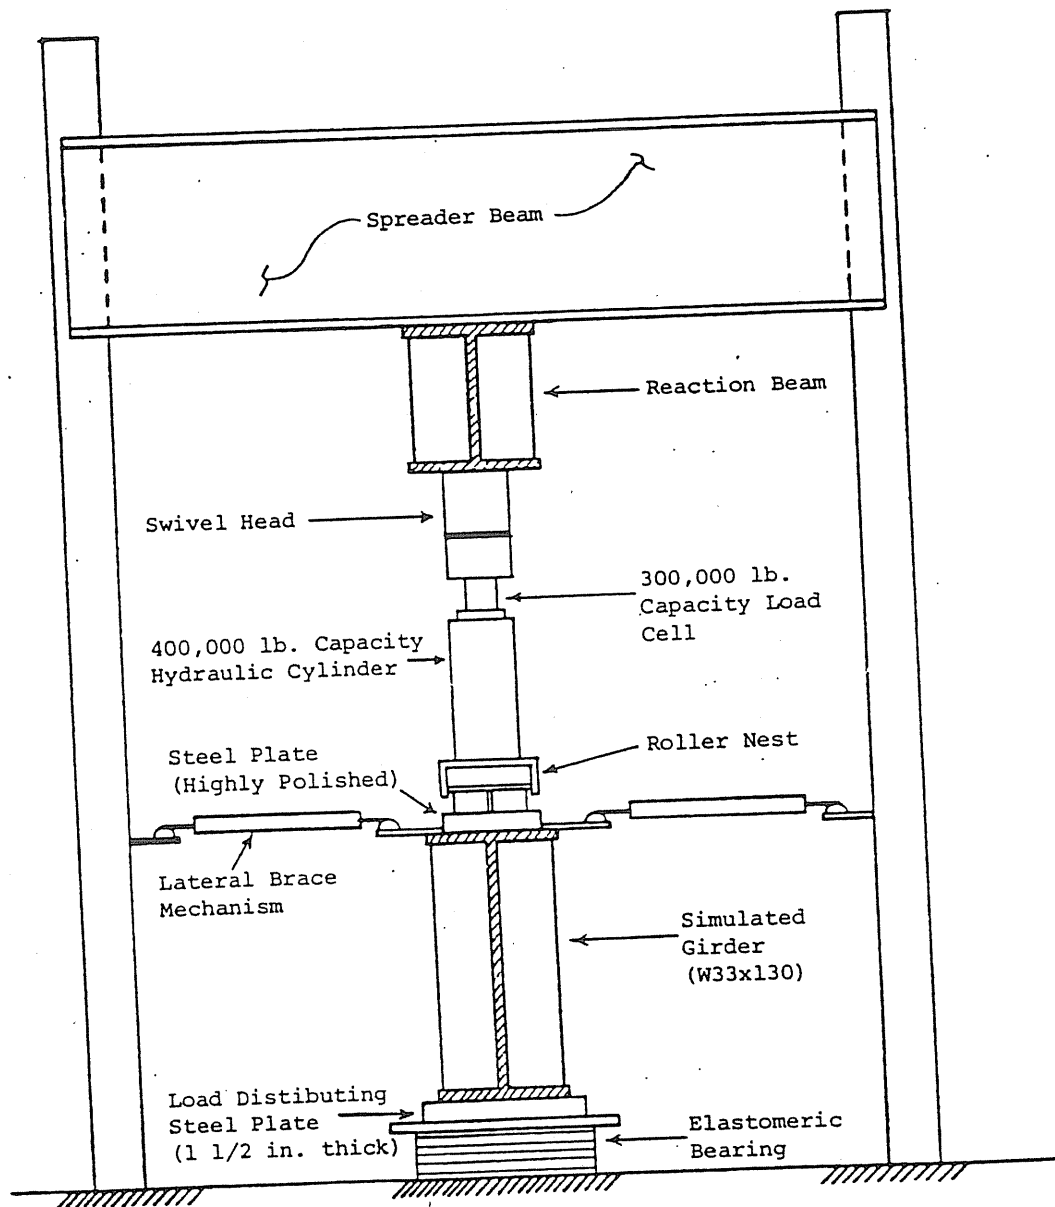 Spreader Beam
Reaction Beam
Swivel Head
300,000 lb.
Capacity Load
Cell
400,000 lb. Capacity
Hydraulic Cylinder
Roller Nest
Steel Plate
(Highly Polished)
Lateral Brace
Mechanism
Simulated
Girder
(W33x130)
Load Distibuting
Steel Plate
(1 1/2 in. thick)
Elastomeric
Bearing